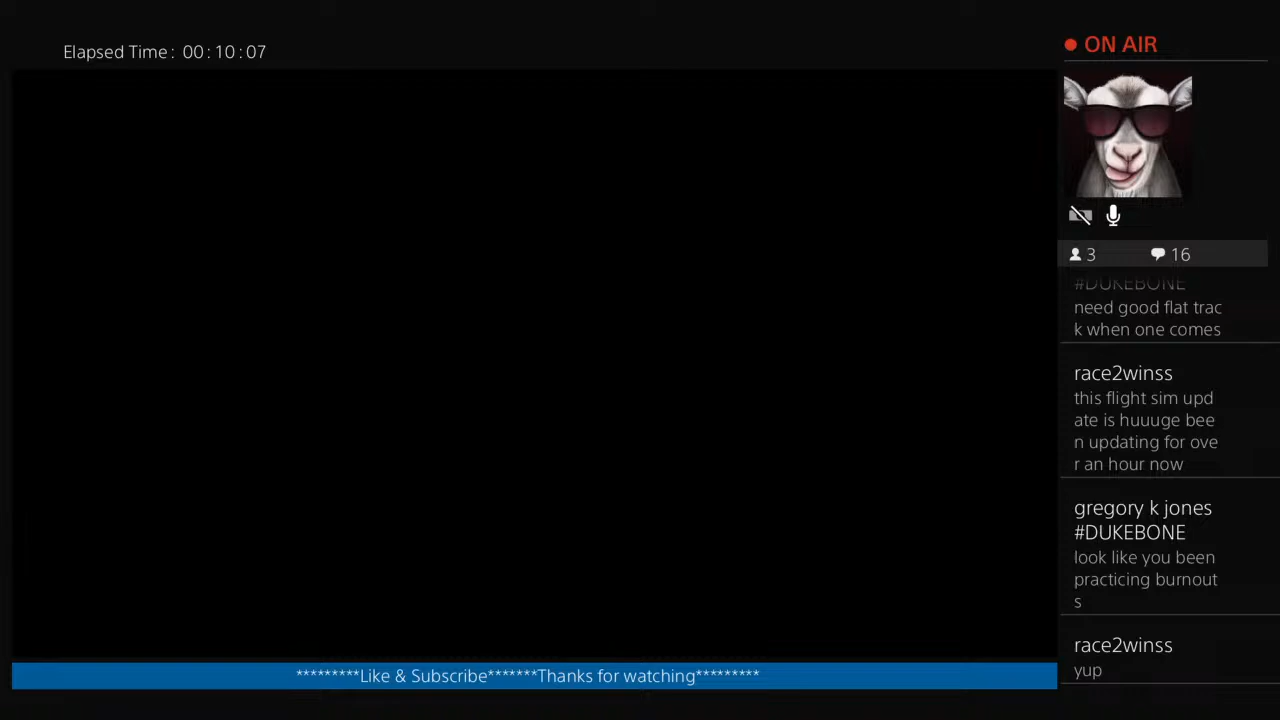 Elapsed Time: 00:10:07
ON AIR
3 16
#DUKEBONE
need good flat trac
k when one comes
race2winss
this flight sim upd
ate is huuuge bee
n updating for ove
r an hour now
gregory k jones
#DUKEBONE
look like you been
practicing burnout
s
race2winss
yup
*********Like & Subscribe*******Thanks for watching*********